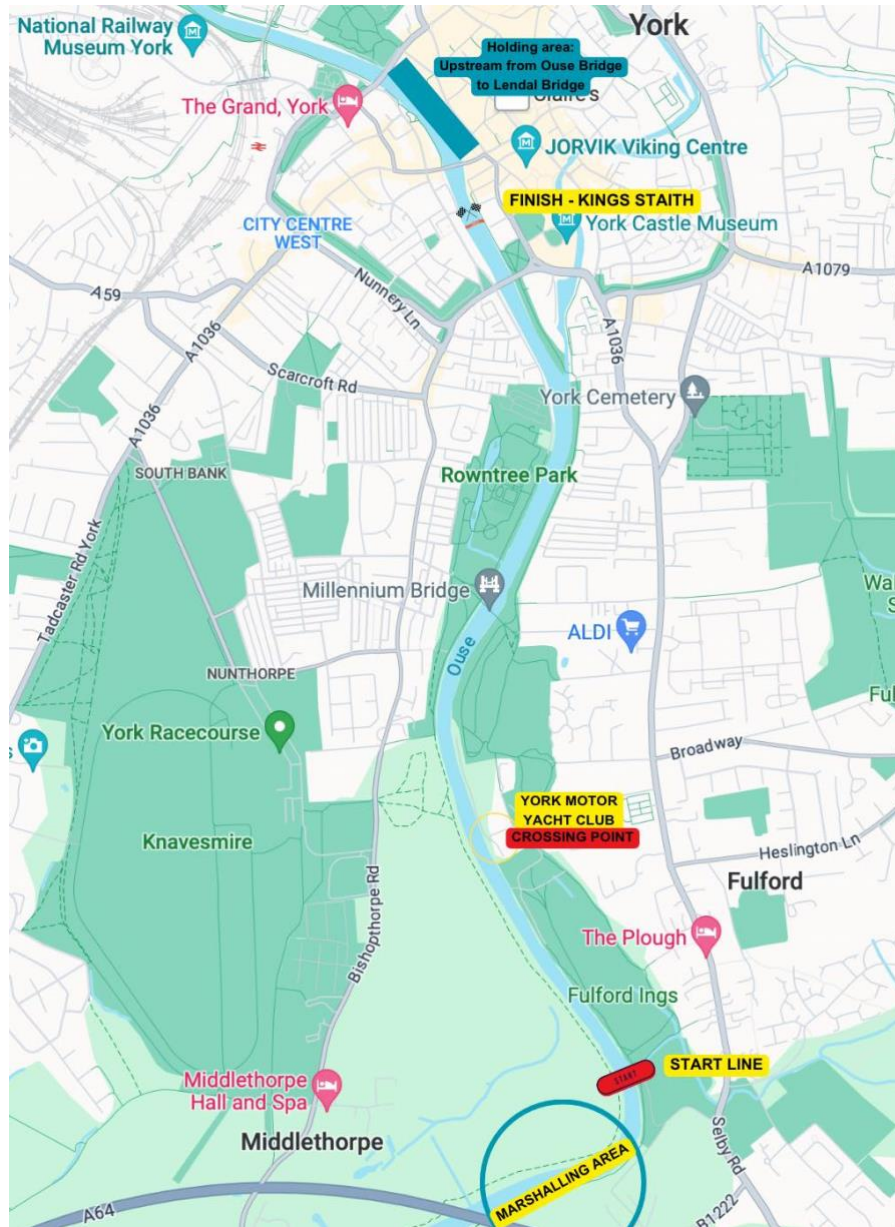 National Railway
Museum York
York
Holding area:
Upstream from Ouse Bridge
to Lendal Bridge
Claire's
The Grand, York
JORVIK Viking Centre
FINISH - KINGS STAITH
York Castle Museum
CITY CENTRE
WEST
A1079
A59
Nunnery Ln
A1036
A1036
Scarcroft Rd
York Cemetery
A1036
SOUTH BANK
Rowntree Park
Tadcaster Rd York
Millennium Bridge
Wa
S
ALDI
Ouse
NUNTHORPE
Ful
York Racecourse
s
Broadway
YORK MOTOR
YACHT CLUB
CROSSING POINT
Knavesmire
Heslington Ln
Fulford
Bishopthorpe Rd
The Plough
Fulford Ings
START LINE
START
Middlethorpe
Hall and Spa
Middlethorpe
Selby Rd
MARSHALLING AREA
A64
B1222